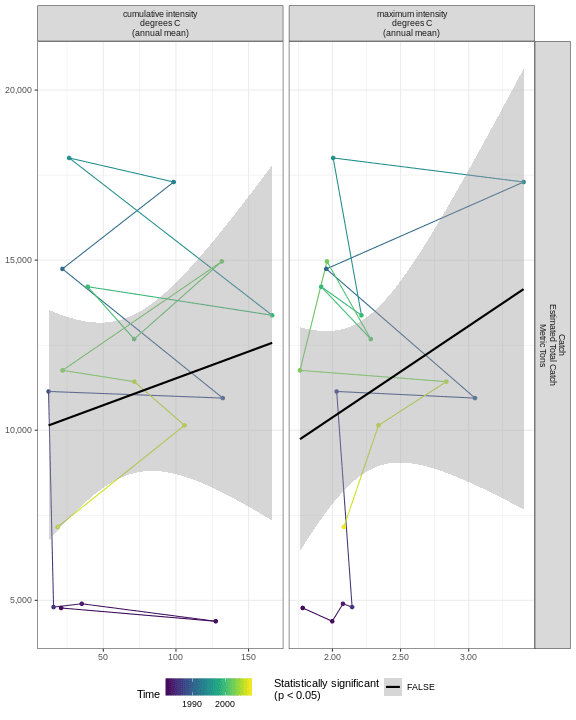 cumulative intensity
degrees C
(annual mean)
maximum intensity
degrees C
(annual mean)
20,000
15,000
10,000
5,000
Catch
Estimated Total Catch
Metric Tons
50
100
150
2.00
2.50
3.00
Time
1990
2000
Statistically significant
(p < 0.05)
FALSE